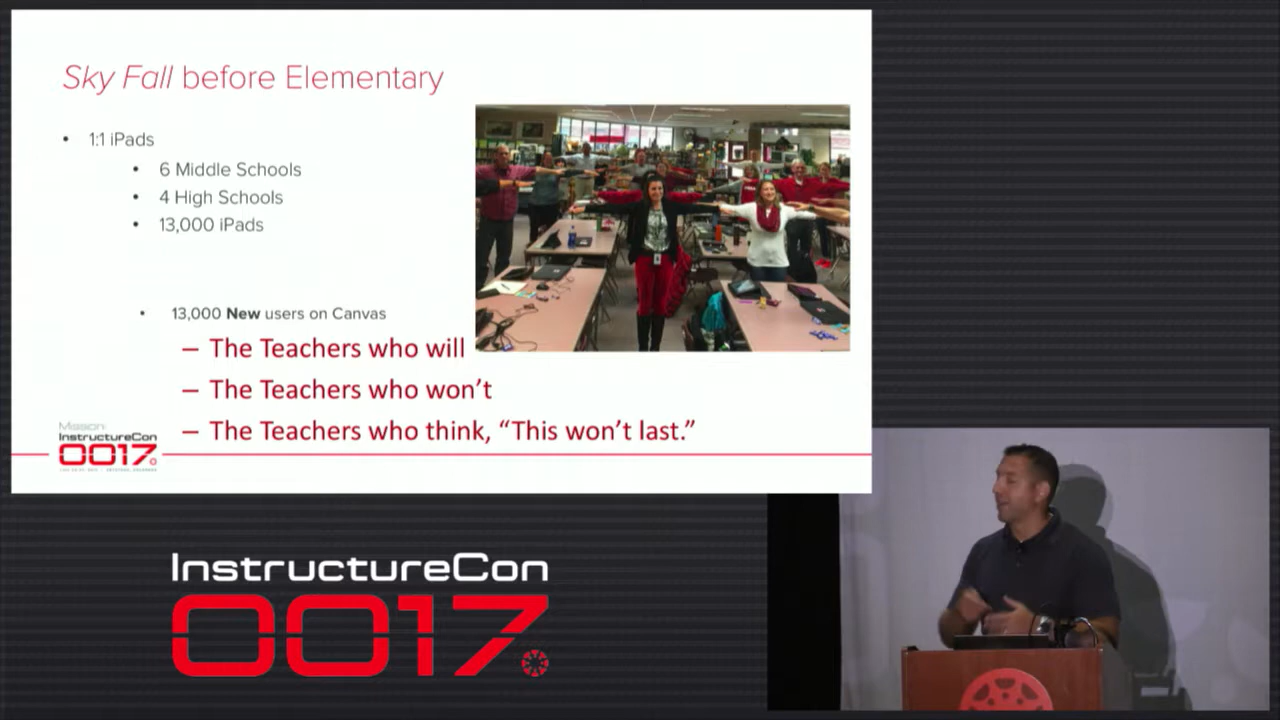 Sky Fall before Elementary
• 1:1 iPads
• 6 Middle Schools
• 4 High Schools
• 13,000 iPads
• 13,000 New users on Canvas
– The Teachers who will
– The Teachers who won't
– The Teachers who think, “This won't last.”
Mission:
InstructureCon
0017
InstructureCon
0017